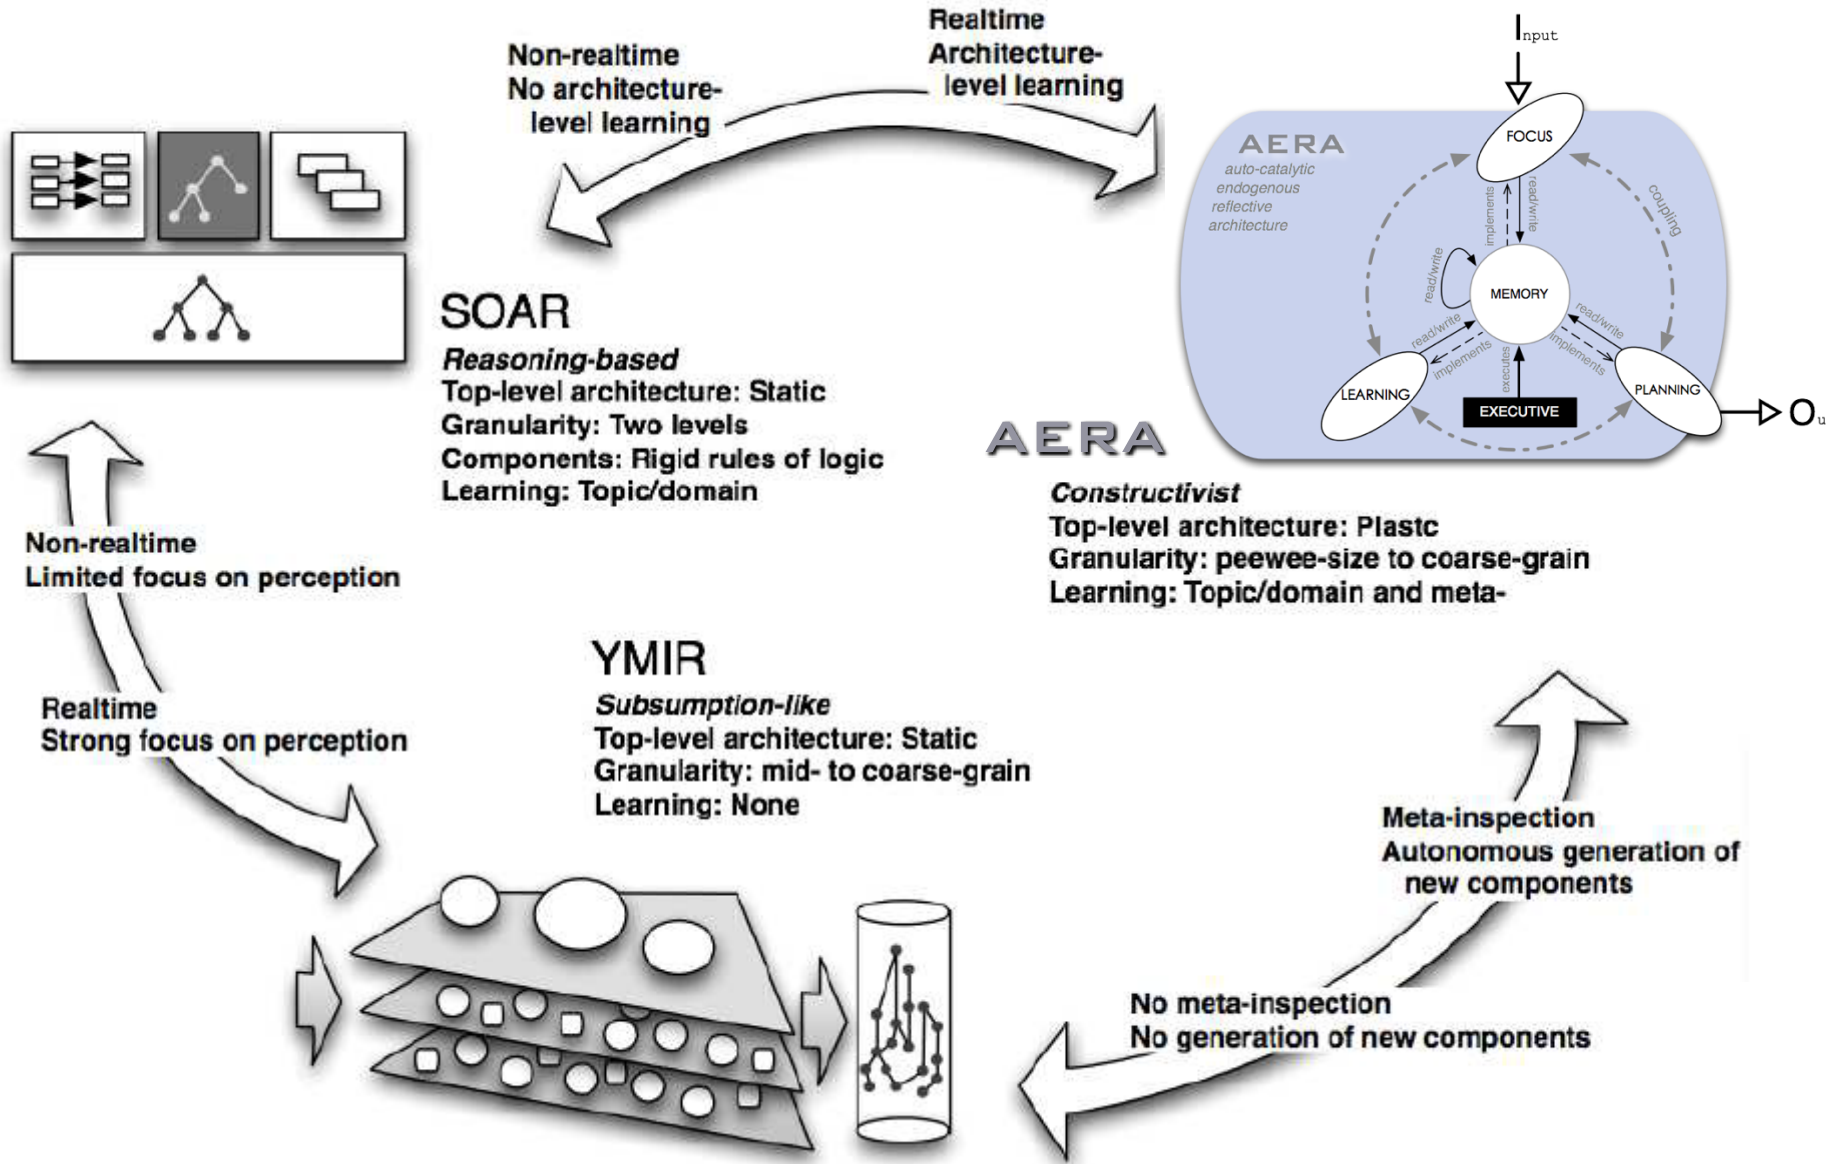 Non-realtime
No architecture-
level learning
Realtime
Architecture-
level learning
Input
AERA
auto-catalytic
endogenous
reflective
architecture
FOCUS
coupling
implements
read/write
read/write
MEMORY
read/write
implements
read/write
implements
executes
LEARNING
PLANNING
EXECUTIVE
Ou
SOAR
Reasoning-based
Top-level architecture: Static
Granularity: Two levels
Components: Rigid rules of logic
Learning: Topic/domain
AERA
Constructivist
Top-level architecture: Plastc
Granularity: peewee-size to coarse-grain
Learning: Topic/domain and meta-
Non-realtime
Limited focus on perception
Realtime
Strong focus on perception
YMIR
Subsumption-like
Top-level architecture: Static
Granularity: mid- to coarse-grain
Learning: None
Meta-inspection
Autonomous generation of
new components
No meta-inspection
No generation of new components